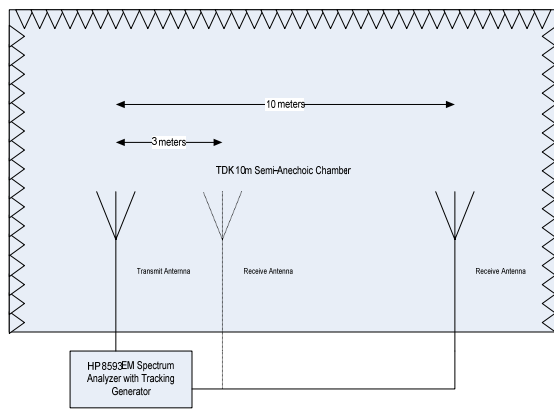 10 meters
3 meters
TDK 10m Semi-Anechoic Chamber
Transmit Antemna
Receive Antenna
Receive Antenna
HP 8593EM Spectrum
Analyzer with Tracking
Generator